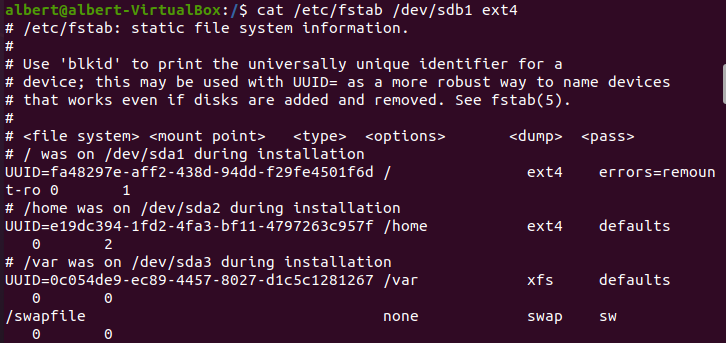 albert@albert-VirtualBox:/$ cat /etc/fstab /dev/sdb1 ext4
# /etc/fstab: static file system information.
#
# Use 'blkid' to print the universally unique identifier for a
# device; this may be used with UUID= as a more robust way to name devices
# that works even if disks are added and removed. See fstab(5).
#
# <file system> <mount point>   <type>  <options>       <dump>  <pass>
# / was on /dev/sda1 during installation
UUID=fa48297e-aff2-438d-94dd-f29fe4501f6d /               ext4    errors=remoun
t-ro 0       1
# /home was on /dev/sda2 during installation
UUID=e19dc394-1fd2-4fa3-bf11-4797263c957f /home           ext4    defaults
   0       2
# /var was on /dev/sda3 during installation
UUID=0c054de9-ec89-4457-8027-d1c5c1281267 /var            xfs     defaults
   0       0
/swapfile                                 none            swap    sw
   0       0